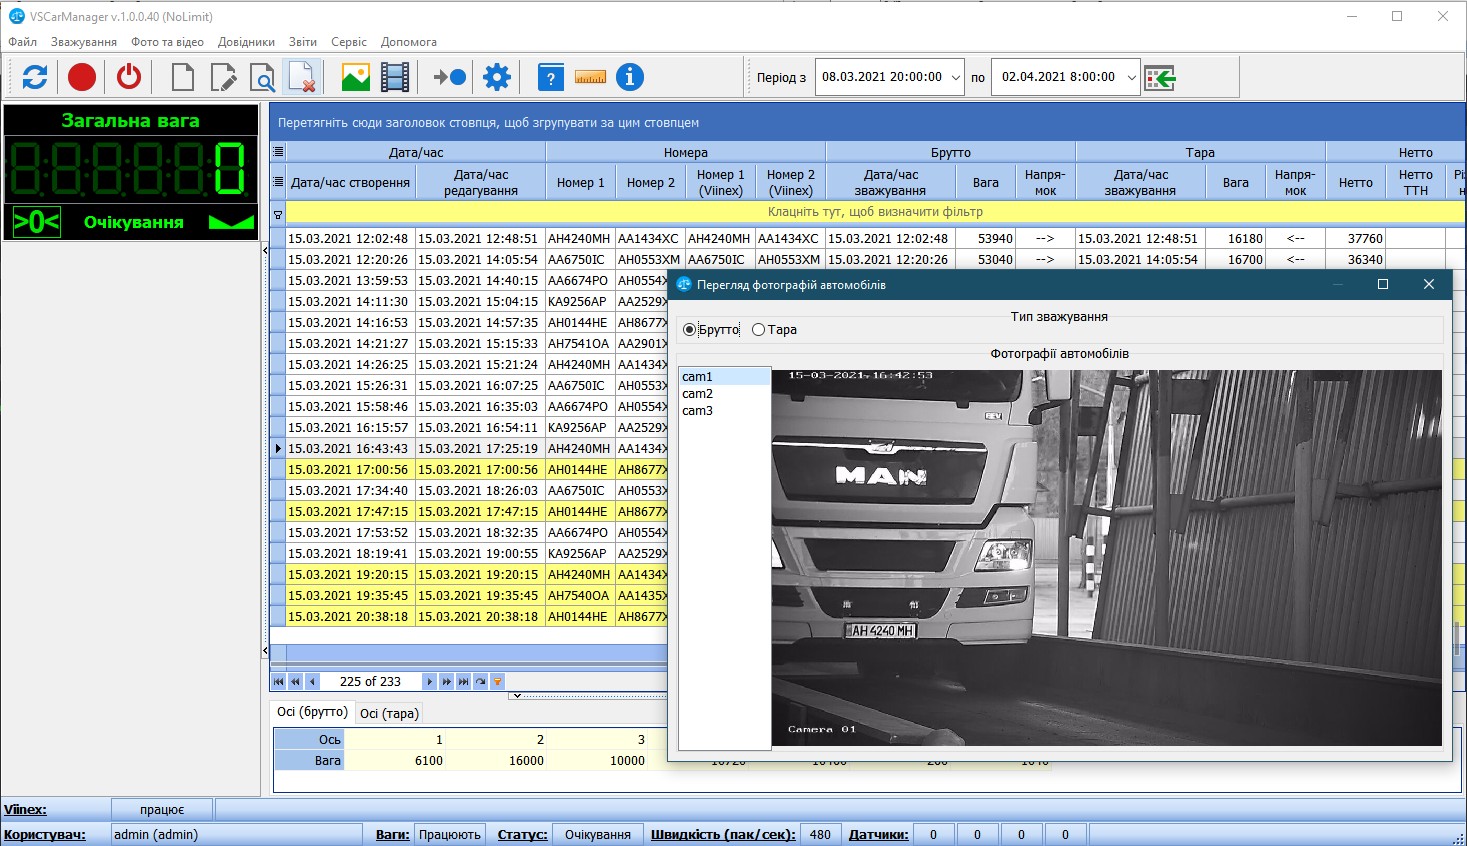 VSCarManager v.1.0.0.40 (NoLimit)
Файл Зважування Фото та відео Довідники Звіти Сервіс Допомога
Період з 08.03.2021 20:00:00 по 02.04.2021 8:00:00
Загальна вага
0
>0< Очікування
Перетягніть сюди заголовок стовпця, щоб згрупувати за цим стовпцем
Дата/час Номера Брутто Тара Нетто
Дата/час створення Дата/час редагування Номер 1 Номер 2 Номер 1 (Viinex) Номер 2 (Viinex) Дата/час зважування Вага Напря-мок Дата/час зважування Вага Напря-мок Нетто Нетто ТТН
Клацніть тут, щоб визначити фільтр
15.03.2021 12:02:48 15.03.2021 12:48:51 AH4240MH AA1434XC AH4240MH AA1434XC 15.03.2021 12:02:48 53940 --> 15.03.2021 12:48:51 16180 <-- 37760
15.03.2021 12:20:26 15.03.2021 14:05:54 AA6750IC AH0553XM AA6750IC AH0553XM 15.03.2021 12:20:26 53040 --> 15.03.2021 14:05:54 16700 <-- 36340
15.03.2021 13:59:53 15.03.2021 14:40:15 AA6674PO AH0554X
15.03.2021 14:11:30 15.03.2021 15:04:15 KA9256AP AA2529X
15.03.2021 14:16:53 15.03.2021 14:57:35 AH0144HE AH8677X
15.03.2021 14:21:27 15.03.2021 15:15:33 AH7541OA AA2901X
15.03.2021 14:26:25 15.03.2021 15:21:24 AH4240MH AA1434X
15.03.2021 15:26:31 15.03.2021 16:07:25 AA6750IC AH0553X
15.03.2021 15:58:46 15.03.2021 16:35:03 AA6674PO AH0554X
15.03.2021 16:15:57 15.03.2021 16:54:11 KA9256AP AA2529X
15.03.2021 16:43:43 15.03.2021 17:25:19 AH4240MH AA1434X
15.03.2021 17:00:56 15.03.2021 17:00:56 AH0144HE AH8677X
15.03.2021 17:34:40 15.03.2021 18:26:03 AA6750IC AH0553X
15.03.2021 17:47:15 15.03.2021 17:47:15 AH0144HE AH8677X
15.03.2021 17:53:52 15.03.2021 18:32:35 AA6674PO AH0554X
15.03.2021 18:19:41 15.03.2021 19:00:55 KA9256AP AA2529X
15.03.2021 19:20:15 15.03.2021 19:20:15 AH4240MH AA1434X
15.03.2021 19:35:45 15.03.2021 19:35:45 AH7540OA AA1435X
15.03.2021 20:38:18 15.03.2021 20:38:18 AH0144HE AH8677X
225 of 233
Перегляд фотографій автомобілів
Тип зважування
Брутто Тара
Фотографії автомобілів
cam1
cam2
cam3
15-03-2021 16:42:53
MAN
AH 4240 MH
Camera 01
Осі (брутто) Осі (тара)
Ось 1 2 3
Вага 6100 16000 10000
Viinex: працює
Користувач: admin (admin) Ваги: Працюють Статус: Очікування Швидкість (пак/сек): 480 Датчики: 0 0 0 0